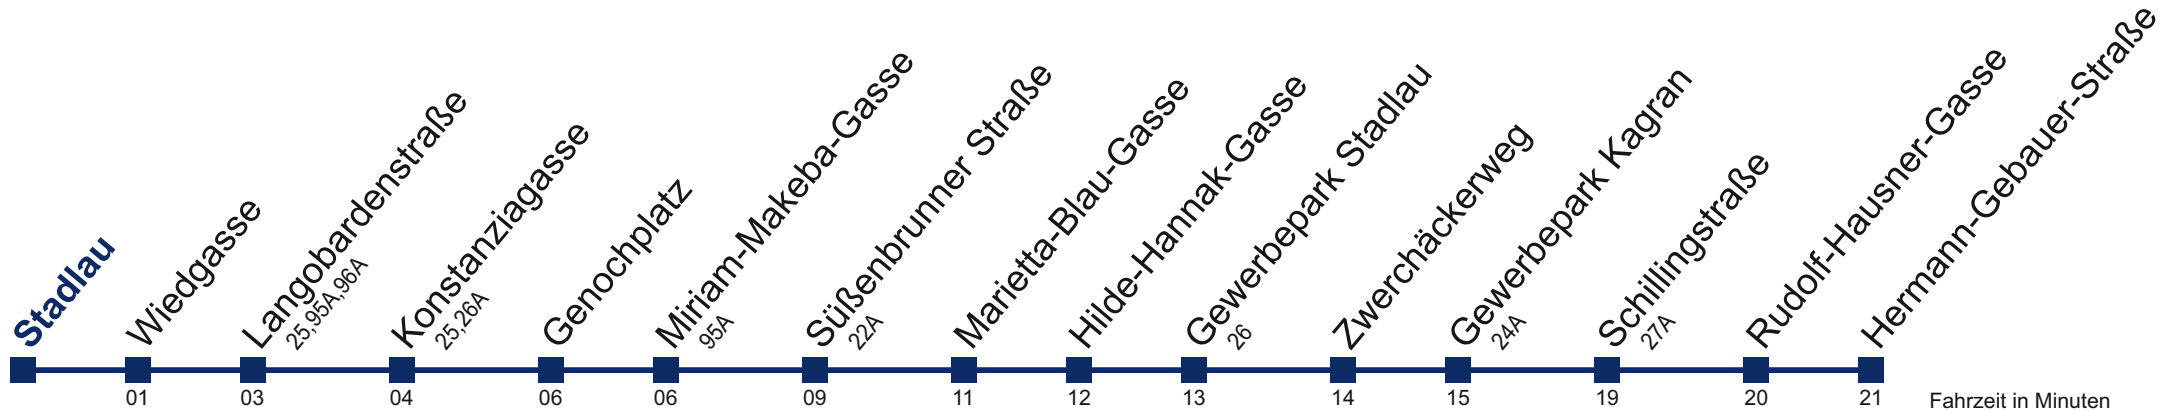 Stadlau
Wiedgasse
Langobardenstraße
25,95A,96A
Konstanziagasse
25,26A
Genochplatz
Miriam-Makeba-Gasse
95A
Süßenbrunner Straße
22A
Marietta-Blau-Gasse
Hilde-Hannak-Gasse
Gewerbepark Stadlau
26
Zwerchäckerweg
Gewerbepark Kagran
24A
Schillingstraße
27A
Rudolf-Hausner-Gasse
Hermann-Gebauer-Straße
01 03 04 06 06 09 11 12 13 14 15 19 20 21 Fahrzeit in Minuten